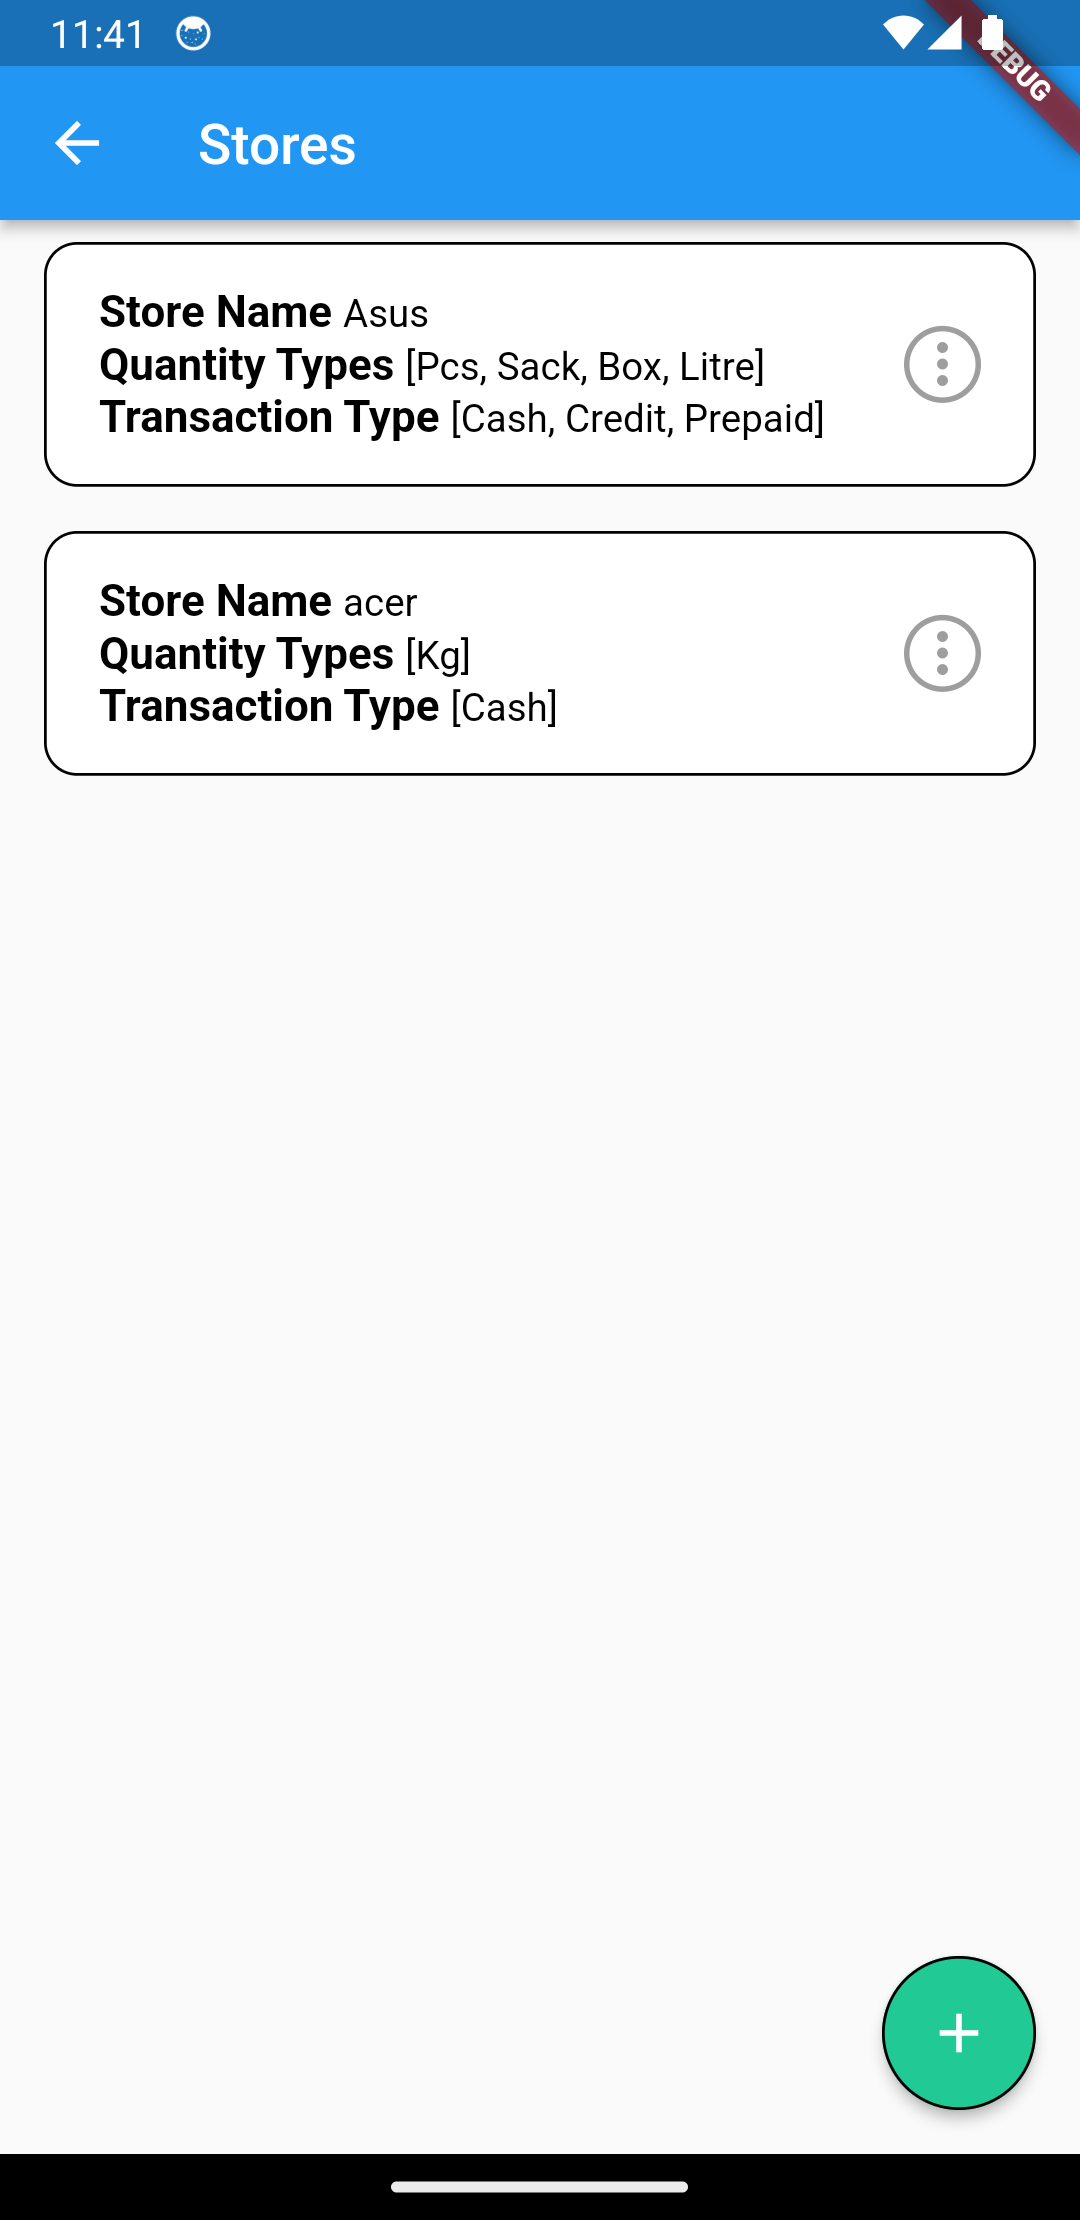 11:41
DEBUG
Stores
Store Name Asus
Quantity Types [Pcs, Sack, Box, Litre]
Transaction Type [Cash, Credit, Prepaid]
Store Name acer
Quantity Types [Kg]
Transaction Type [Cash]